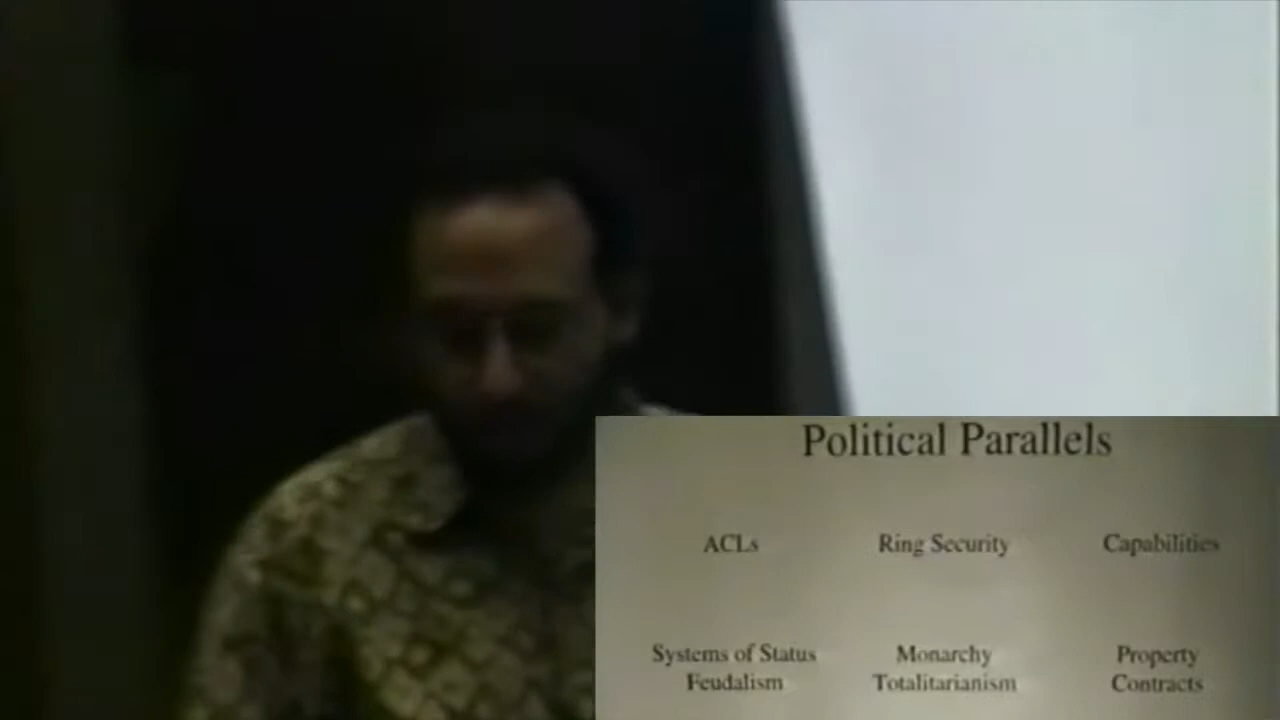 Political Parallels
ACLs Ring Security Capabilities
Systems of Status Monarchy Property
Feudalism Totalitarianism Contracts